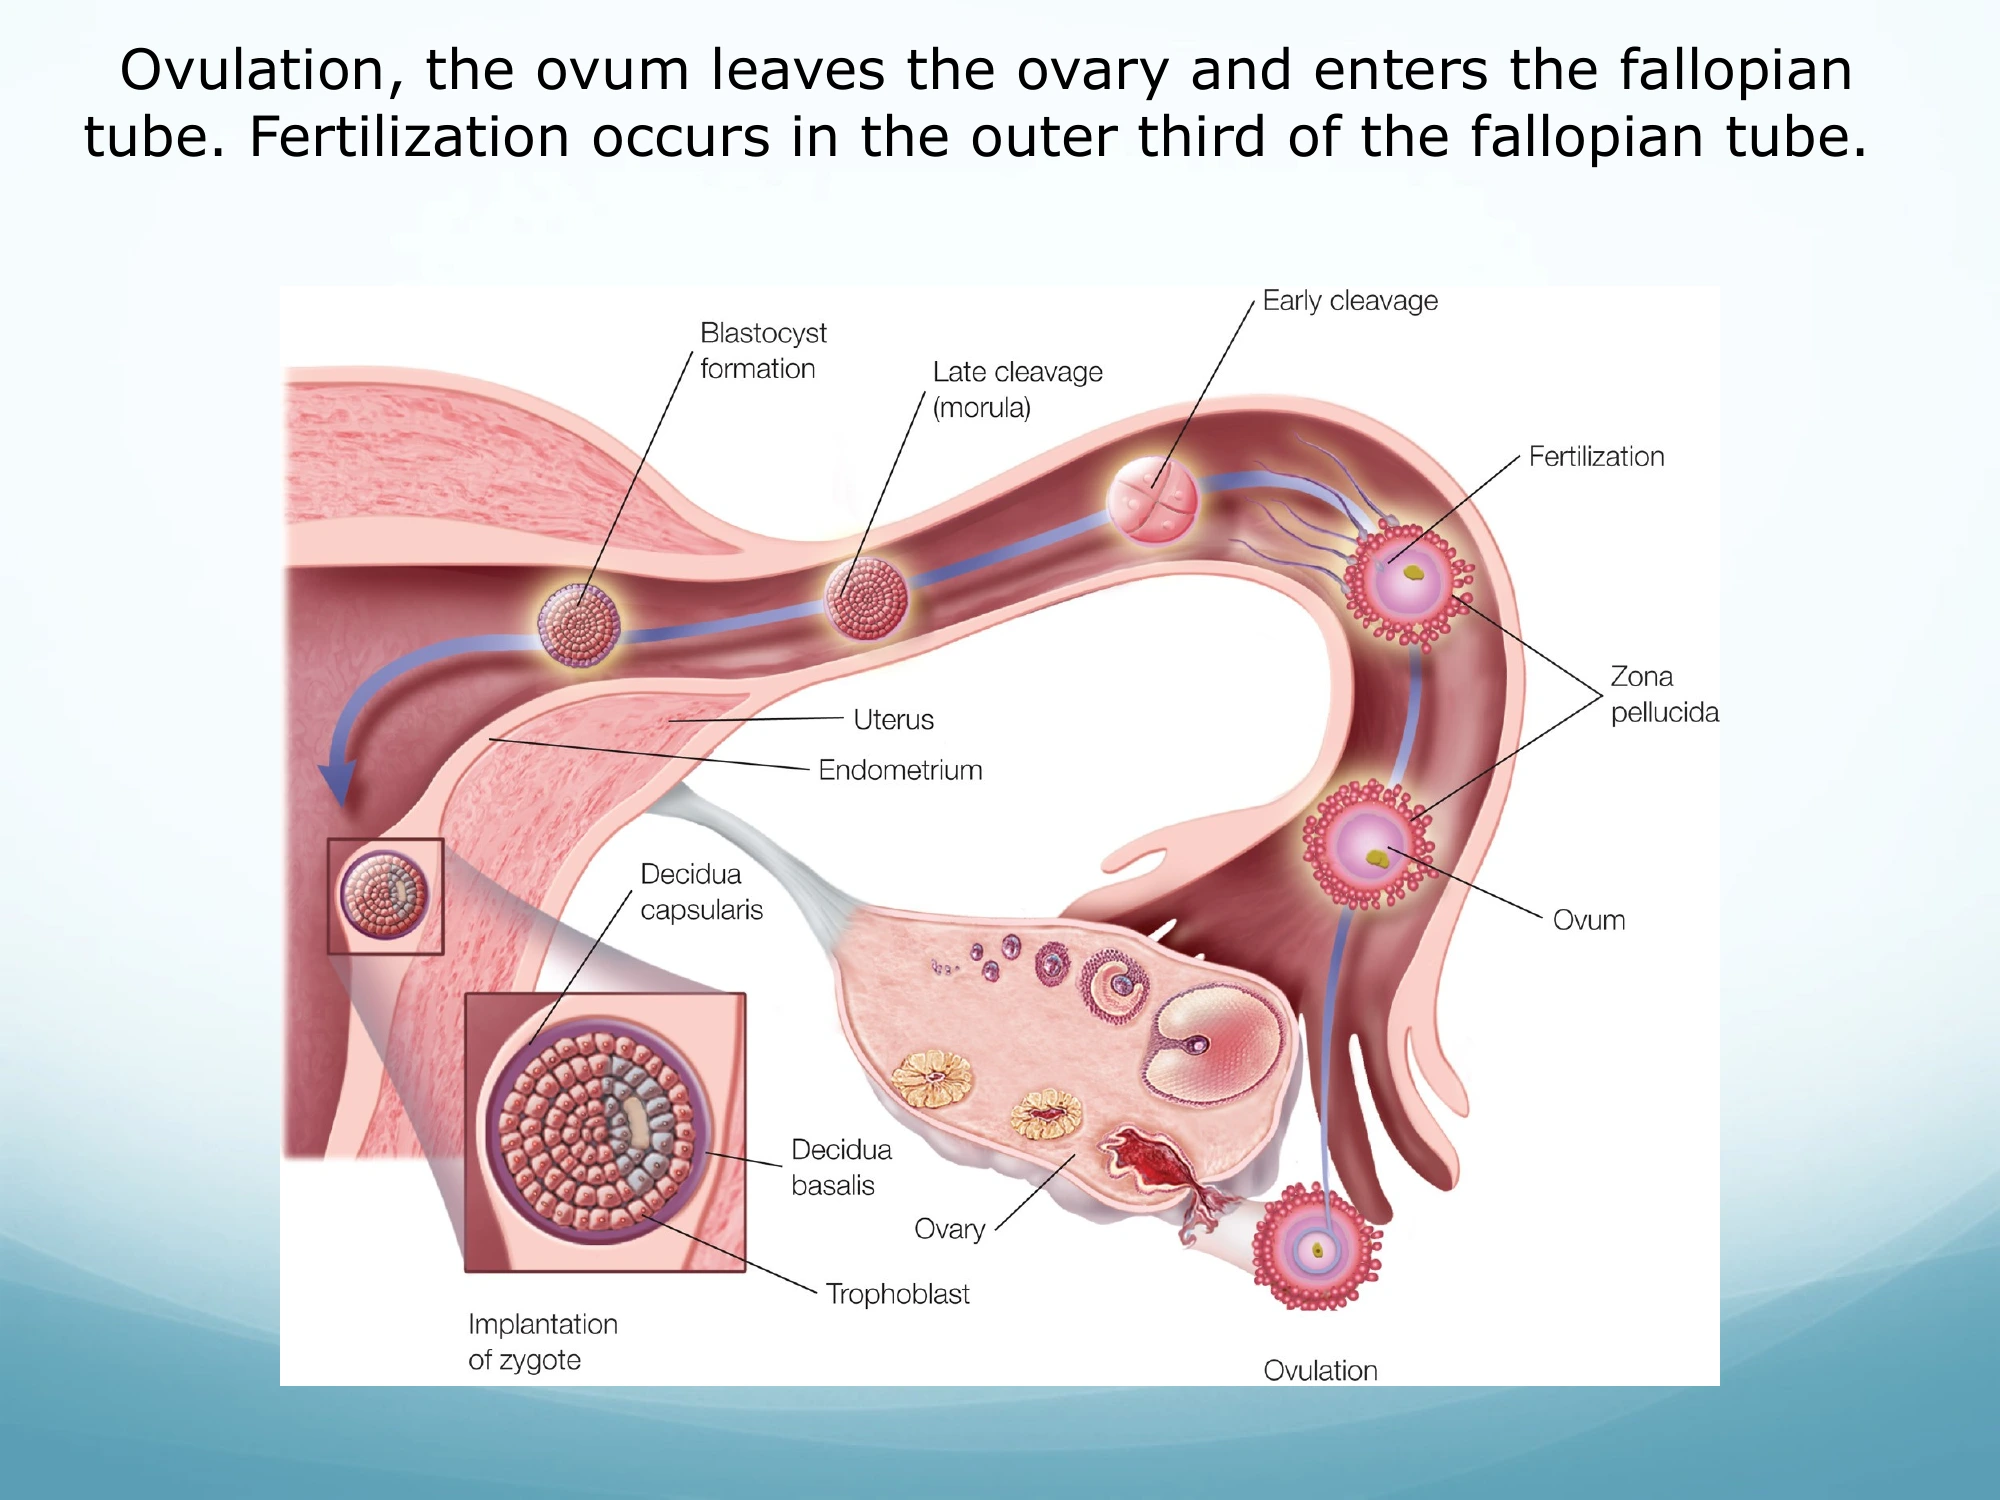 Ovulation, the ovum leaves the ovary and enters the fallopian
tube. Fertilization occurs in the outer third of the fallopian tube.
Early cleavage
Blastocyst
formation
Late cleavage
(morula)
Fertilization
Zona
pellucida
Uterus
Endometrium
Decidua
capsularis
Ovum
Decidua
basalis
Ovary
Trophoblast
Implantation
of zygote
Ovulation